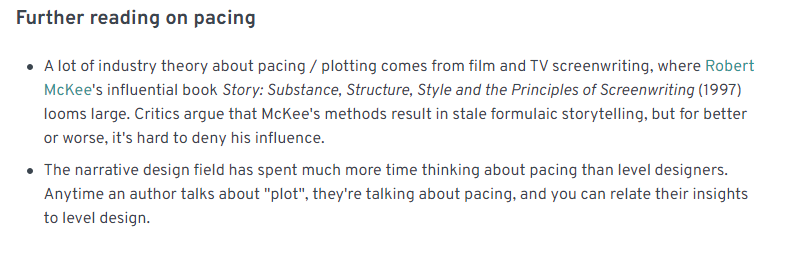 Further reading on pacing
• A lot of industry theory about pacing / plotting comes from film and TV screenwriting, where Robert
McKee's influential book Story: Substance, Structure, Style and the Principles of Screenwriting (1997)
looms large. Critics argue that McKee's methods result in stale formulaic storytelling, but for better
or worse, it's hard to deny his influence.
• The narrative design field has spent much more time thinking about pacing than level designers.
Anytime an author talks about "plot", they're talking about pacing, and you can relate their insights
to level design.